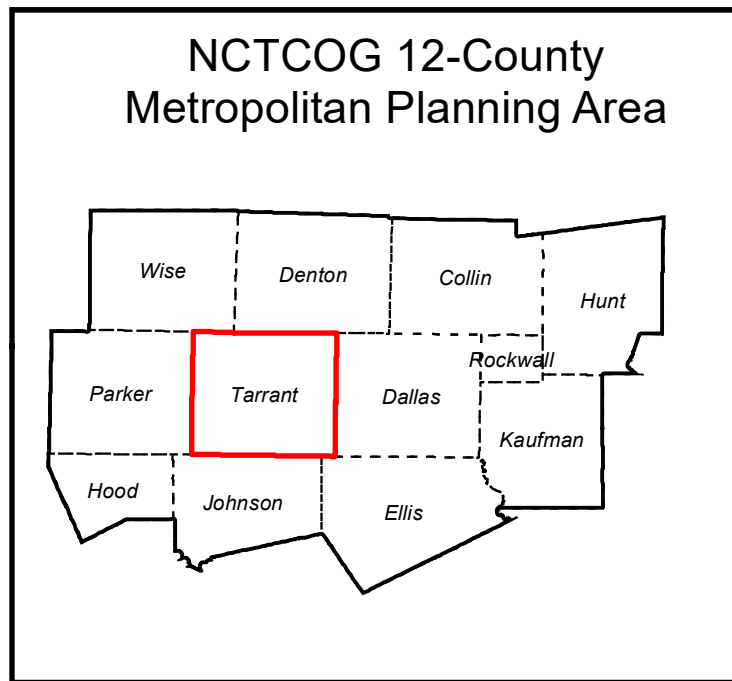 NCTCOG 12-County
Metropolitan Planning Area
Wise
Denton
Collin
Hunt
Rockwall
Parker
Tarrant
Dallas
Kaufman
Hood
Johnson
Ellis